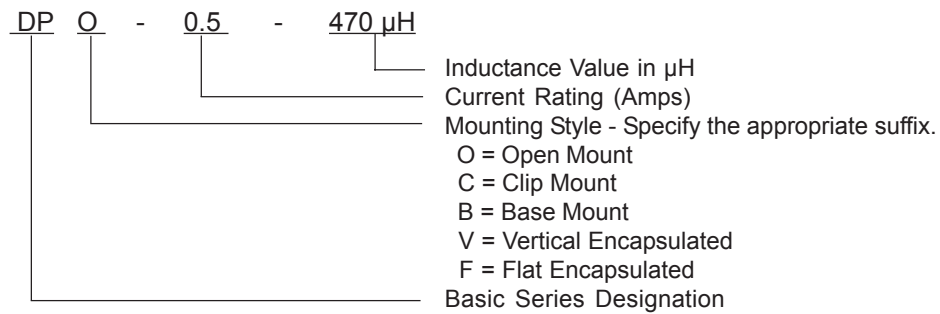 DP O - 0.5 - 470 µH
Inductance Value in µH
Current Rating (Amps)
Mounting Style - Specify the appropriate suffix.
O = Open Mount
C = Clip Mount
B = Base Mount
V = Vertical Encapsulated
F = Flat Encapsulated
Basic Series Designation